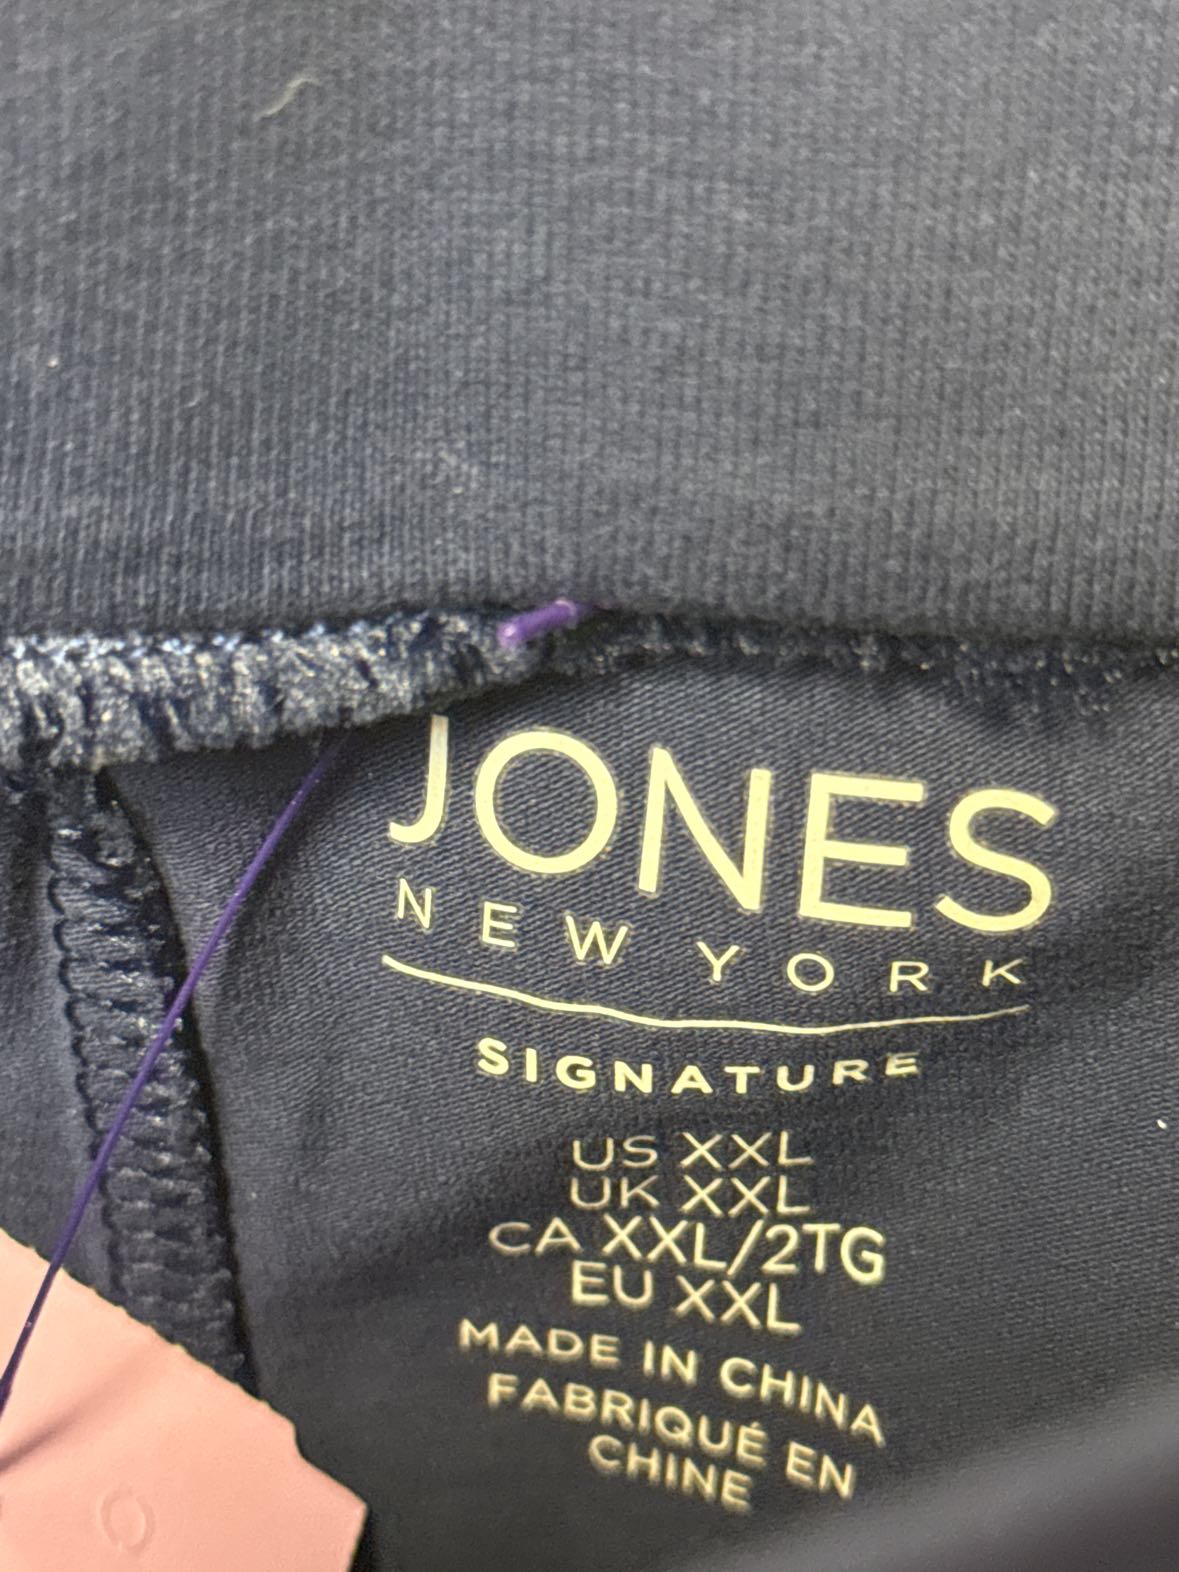 JONES
NEW YORK
SIGNATURE
US XXL
UK XXL
CA XXL/2TG
EU XXL
MADE IN CHINA
FABRIQUÉ EN
CHINE